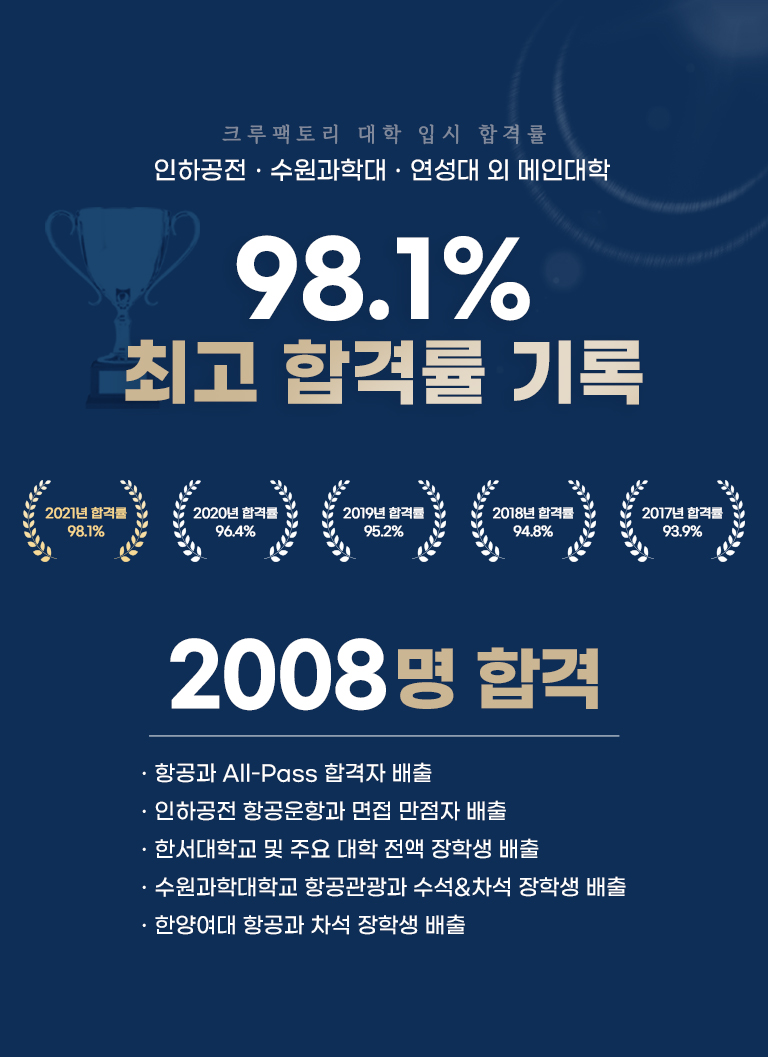 크루팩토리 대학 입시 합격률
인하공전 · 수원과학대 · 연성대 외 메인대학
98.1%
최고 합격률 기록
2021년 합격률
98.1%
2020년 합격률
96.4%
2019년 합격률
95.2%
2018년 합격률
94.8%
2017년 합격률
93.9%
2008명 합격
· 항공과 All-Pass 합격자 배출
· 인하공전 항공운항과 면접 만점자 배출
· 한서대학교 및 주요 대학 전액 장학생 배출
· 수원과학대학교 항공관광과 수석&차석 장학생 배출
· 한양여대 항공과 차석 장학생 배출